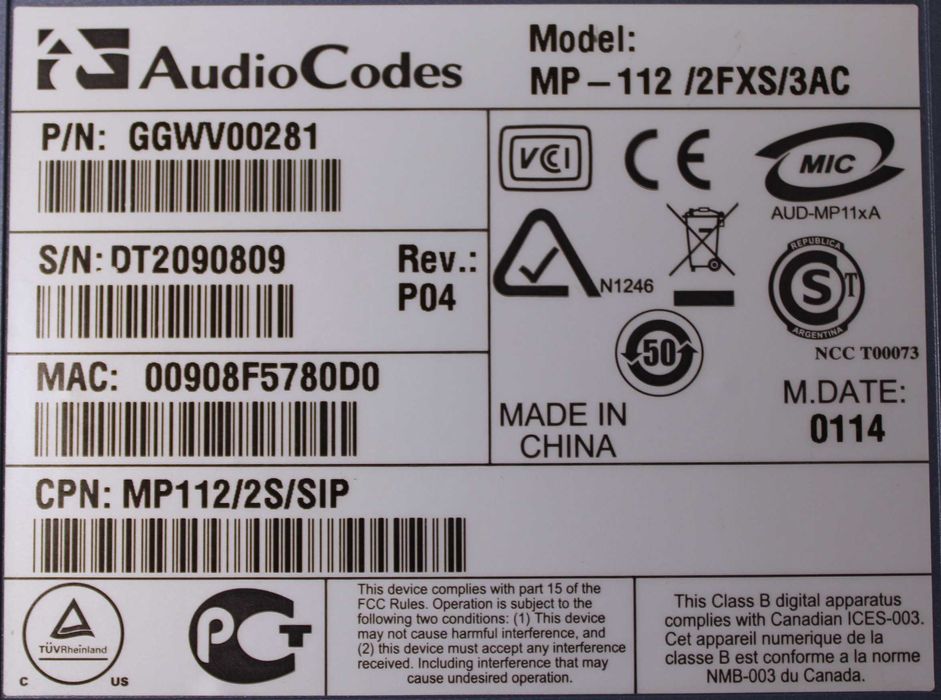 AudioCodes
Model:
MP-112 /2FXS/3AC
P/N: GGWV00281
S/N: DT2090809
Rev.:
P04
MAC: 00908F5780D0
CPN: MP112/2S/SIP
VCI
CE
MIC
AUD-MP11xA
N1246
REPUBLICA
S T
ARGENTINA
NCC T00073
50
MADE IN
CHINA
M.DATE:
0114
TÜVRheinland
C US
PCT
This device complies with part 15 of the
FCC Rules. Operation is subject to the
following two conditions: (1) This device
may not cause harmful interference, and
(2) this device must accept any interference
received. Including interference that may
cause undesired operation.
This Class B digital apparatus
complies with Canadian ICES-003.
Cet appareil numerique de la
classe B est conforme a la norme
NMB-003 du Canada.